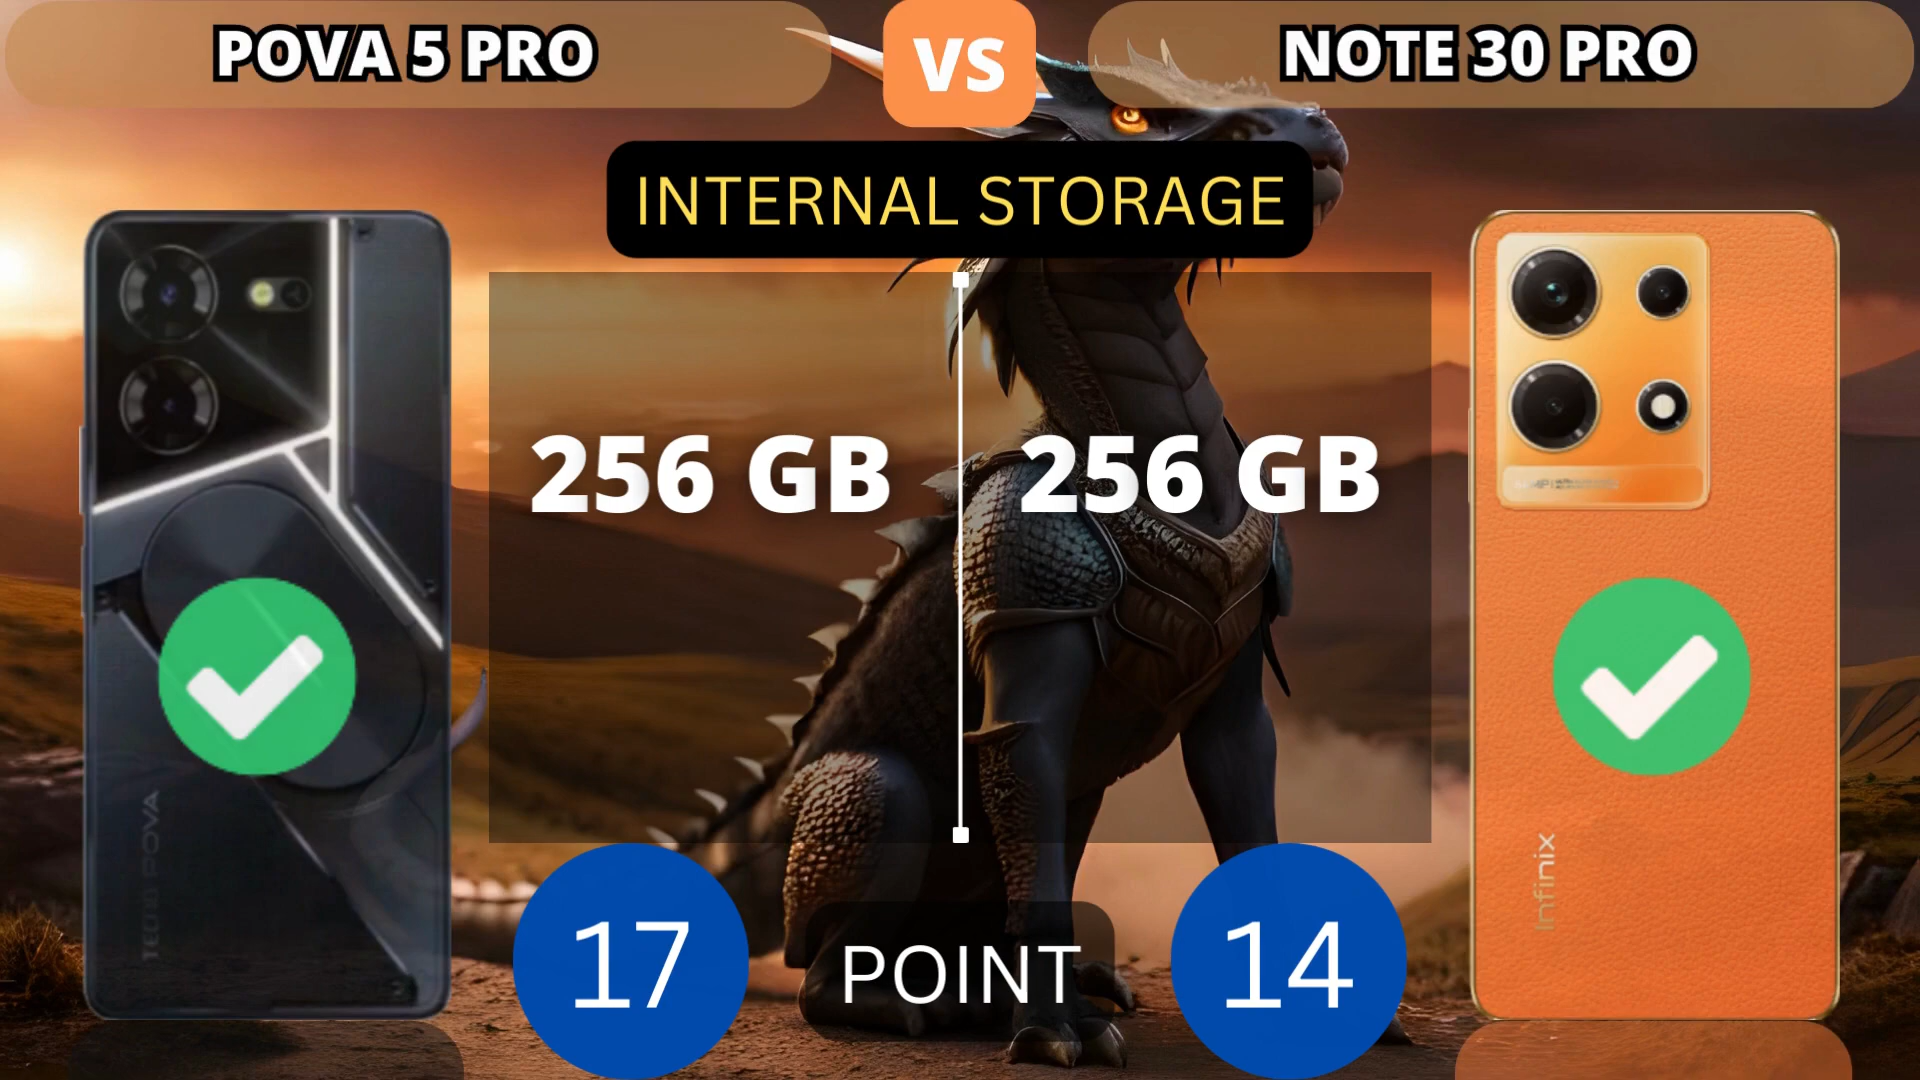 POVA 5 PRO
VS
NOTE 30 PRO
INTERNAL STORAGE
256 GB
256 GB
TECNO POVA
Infinix
17
POINT
14